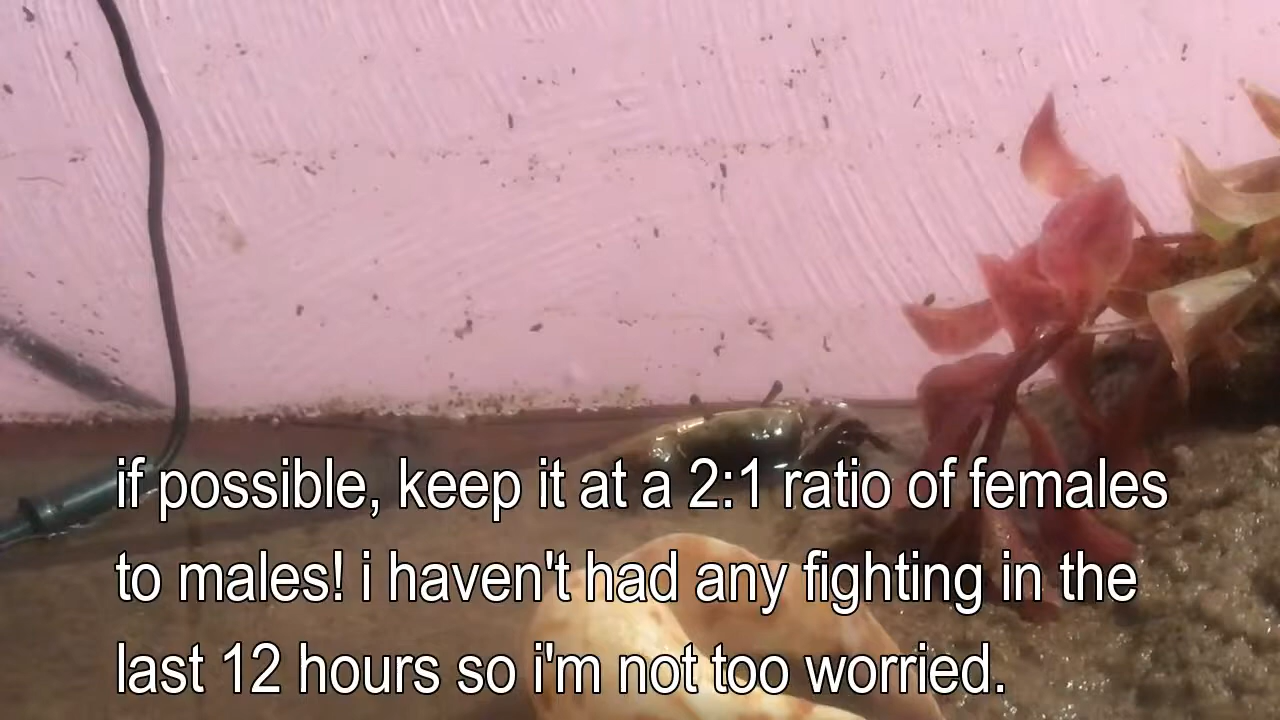 if possible, keep it at a 2:1 ratio of females
to males! i haven't had any fighting in the
last 12 hours so i'm not too worried.